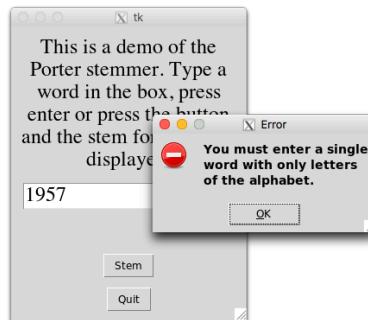 tk
This is a demo of the
Porter stemmer. Type a
word in the box, press
enter or press the button
and the stem for
display
1957
Stem
Quit
Error
You must enter a single
word with only letters
of the alphabet.
OK